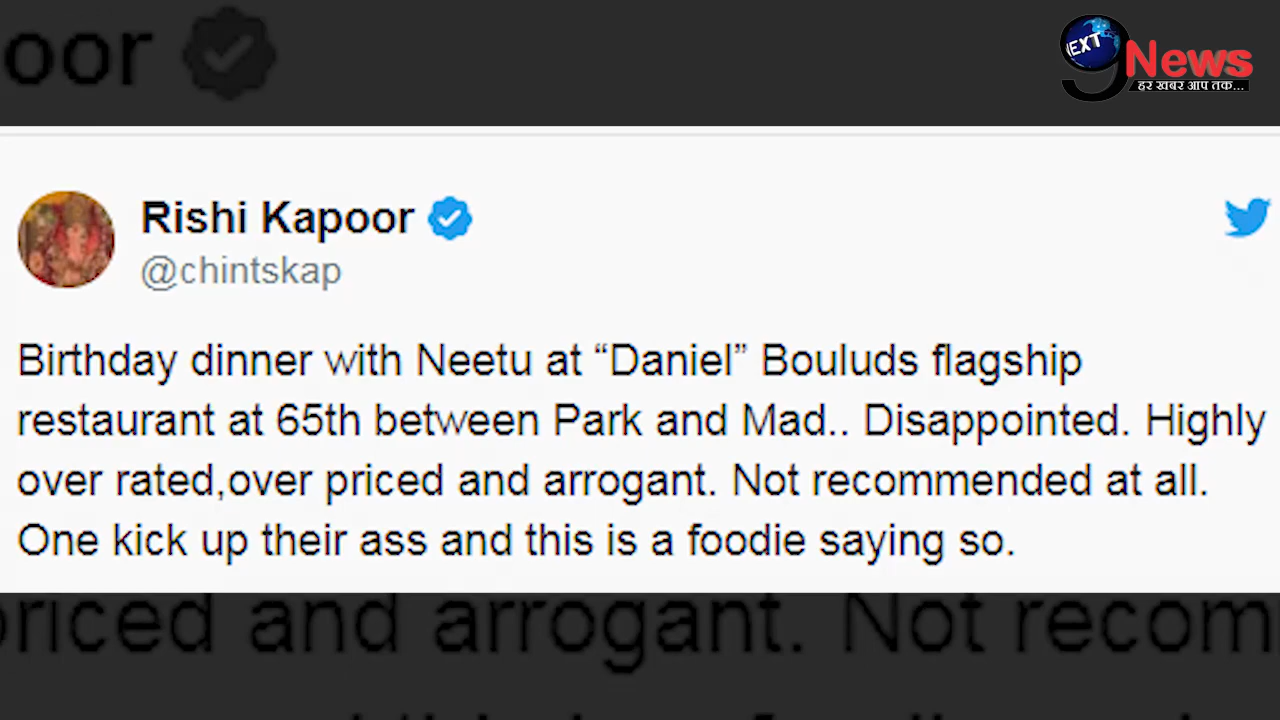 oor
NEXT
9News
हर खबर आप तक...
Rishi Kapoor
@chintskap
Birthday dinner with Neetu at “Daniel” Bouluds flagship
restaurant at 65th between Park and Mad.. Disappointed. Highly
over rated,over priced and arrogant. Not recommended at all.
One kick up their ass and this is a foodie saying so.
priced and arrogant. Not recom